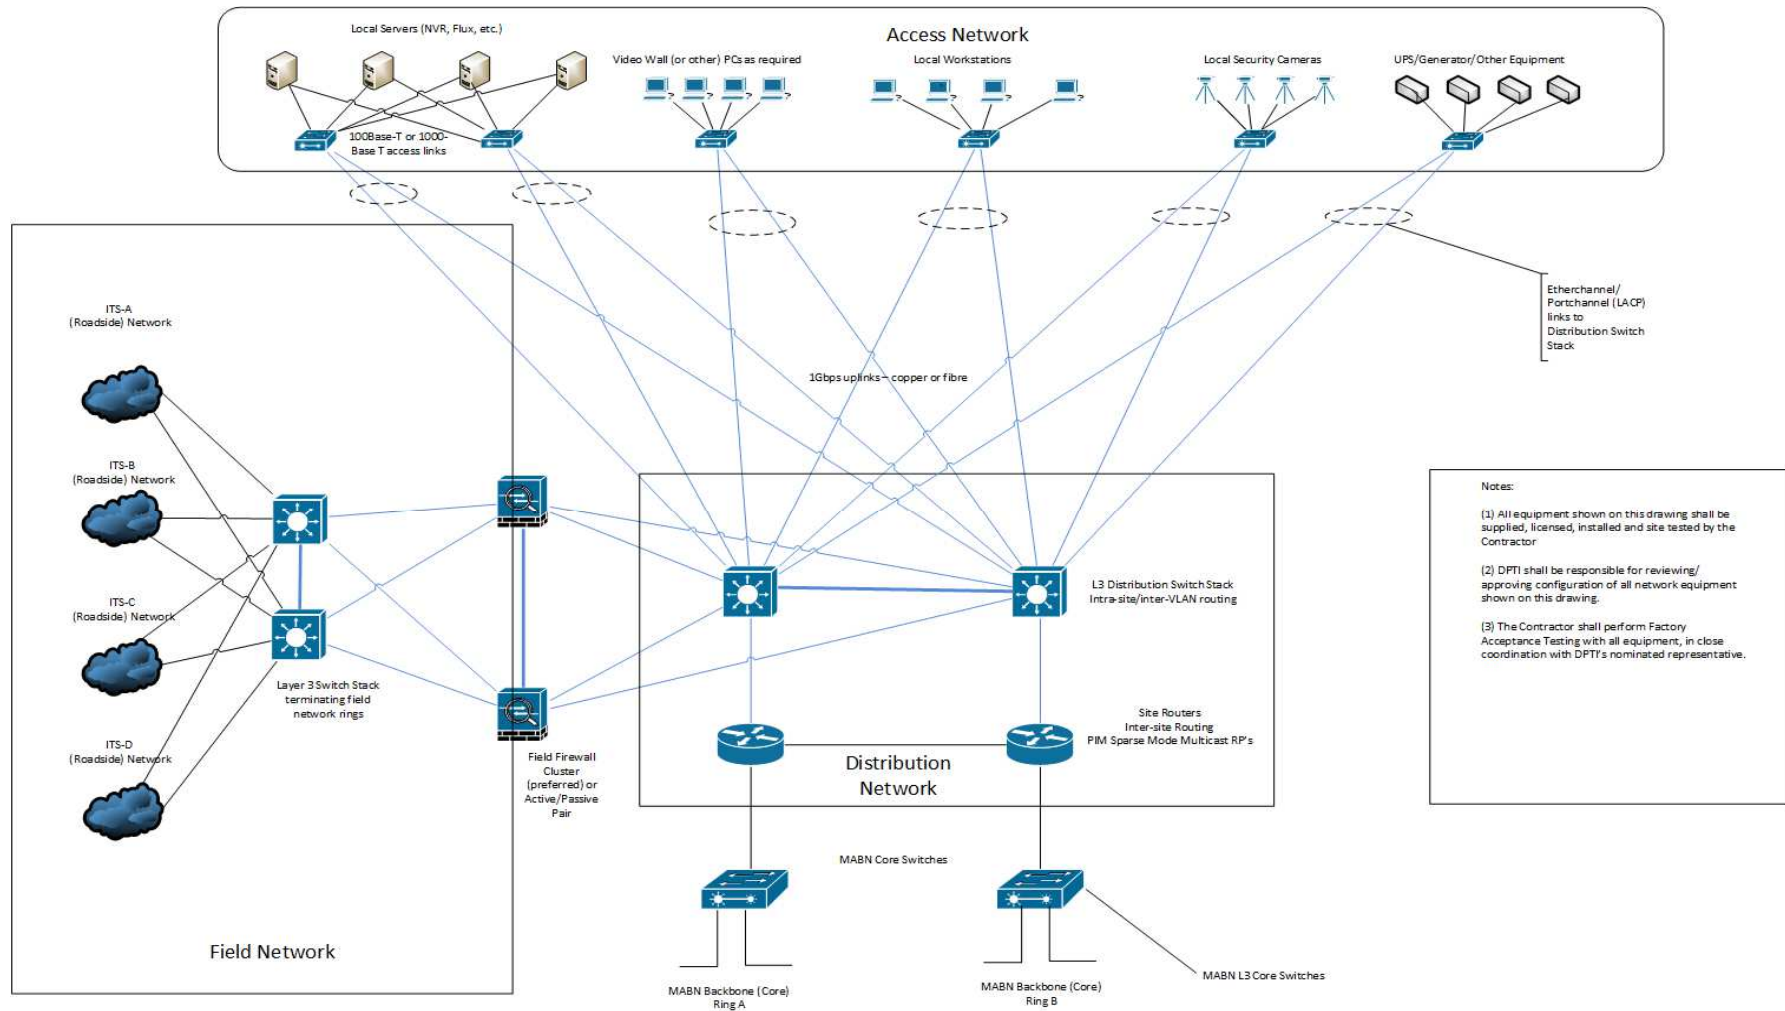 Access Network
Local Servers (NVR, Flux, etc.)
Video Wall (or other) PCs as required
Local Workstations
Local Security Cameras
UPS/Generator/Other Equipment
100Base-T or 1000-
Base T access links
Etherchannel/
Portchannel (LACP)
links to
Distribution Switch
Stack
1Gbps uplinks – copper or fibre
ITS-A
(Roadside) Network
ITS-B
(Roadside) Network
ITS-C
(Roadside) Network
ITS-D
(Roadside) Network
Layer 3 Switch Stack
terminating field
network rings
Field Firewall
Cluster
(preferred) or
Active/Passive
Pair
Field Network
L3 Distribution Switch Stack
Intra-site/inter-VLAN routing
Site Routers
Inter-site Routing
PIM Sparse Mode Multicast RP's
Distribution
Network
MABN Core Switches
MABN Backbone (Core)
Ring A
MABN Backbone (Core)
Ring B
MABN L3 Core Switches
Notes:
(1) All equipment shown on this drawing shall be
supplied, licensed, installed and site tested by the
Contractor
(2) DPTI shall be responsible for reviewing/
approving configuration of all network equipment
shown on this drawing.
(3) The Contractor shall perform Factory
Acceptance Testing with all equipment, in close
coordination with DPTI's nominated representative.